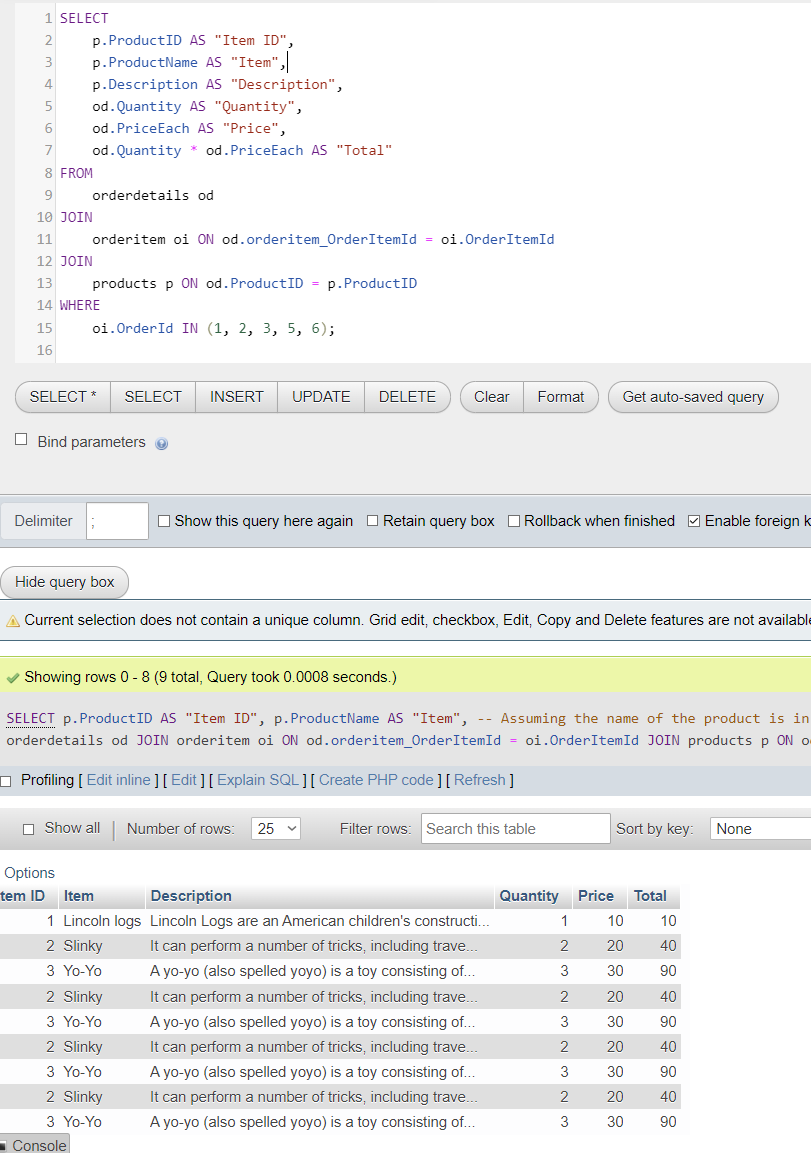 1 SELECT
2 p.ProductID AS "Item ID",
3 p.ProductName AS "Item",
4 p.Description AS "Description",
5 od.Quantity AS "Quantity",
6 od.PriceEach AS "Price",
7 od.Quantity * od.PriceEach AS "Total"
8 FROM
9 orderdetails od
10 JOIN
11 orderitem oi ON od.orderitem_OrderItemId = oi.OrderItemId
12 JOIN
13 products p ON od.ProductID = p.ProductID
14 WHERE
15 oi.OrderId IN (1, 2, 3, 5, 6);
16
SELECT * SELECT INSERT UPDATE DELETE Clear Format Get auto-saved query
Bind parameters
Delimiter ; Show this query here again Retain query box Rollback when finished Enable foreign k
Hide query box
Current selection does not contain a unique column. Grid edit, checkbox, Edit, Copy and Delete features are not available
Showing rows 0 - 8 (9 total, Query took 0.0008 seconds.)
SELECT p.ProductID AS "Item ID", p.ProductName AS "Item", -- Assuming the name of the product is in
orderdetails od JOIN orderitem oi ON od.orderitem_OrderItemId = oi.OrderItemId JOIN products p ON o
Profiling [ Edit inline ] [ Edit ] [ Explain SQL ] [ Create PHP code ] [ Refresh ]
Show all | Number of rows: 25 Filter rows: Search this table Sort by key: None
Options
tem ID Item Description Quantity Price Total
1 Lincoln logs Lincoln Logs are an American children's constructi... 1 10 10
2 Slinky It can perform a number of tricks, including trave... 2 20 40
3 Yo-Yo A yo-yo (also spelled yoyo) is a toy consisting of... 3 30 90
2 Slinky It can perform a number of tricks, including trave... 2 20 40
3 Yo-Yo A yo-yo (also spelled yoyo) is a toy consisting of... 3 30 90
2 Slinky It can perform a number of tricks, including trave... 2 20 40
3 Yo-Yo A yo-yo (also spelled yoyo) is a toy consisting of... 3 30 90
2 Slinky It can perform a number of tricks, including trave... 2 20 40
3 Yo-Yo A yo-yo (also spelled yoyo) is a toy consisting of... 3 30 90
Console